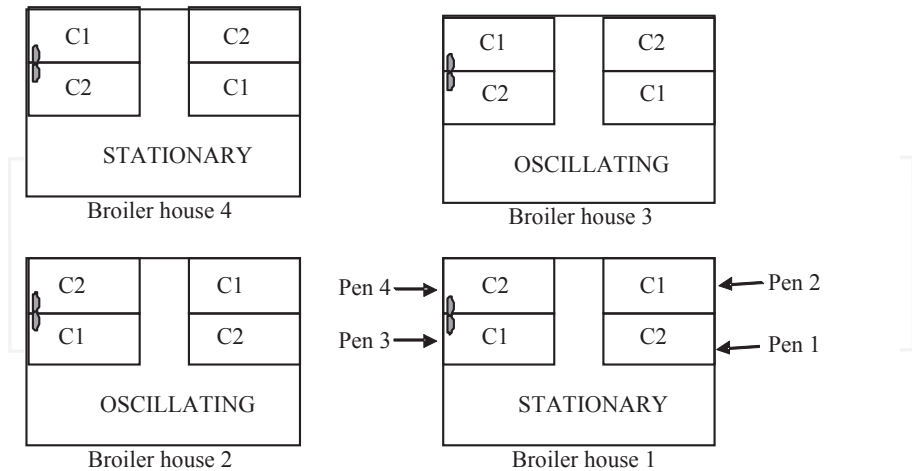 C1 C2
C2 C1
STATIONARY
Broiler house 4
C1 C2
C2 C1
OSCILLATING
Broiler house 3
C2 C1
C1 C2
OSCILLATING
Broiler house 2
Pen 4 C2 C1 Pen 2
Pen 3 C1 C2 Pen 1
STATIONARY
Broiler house 1